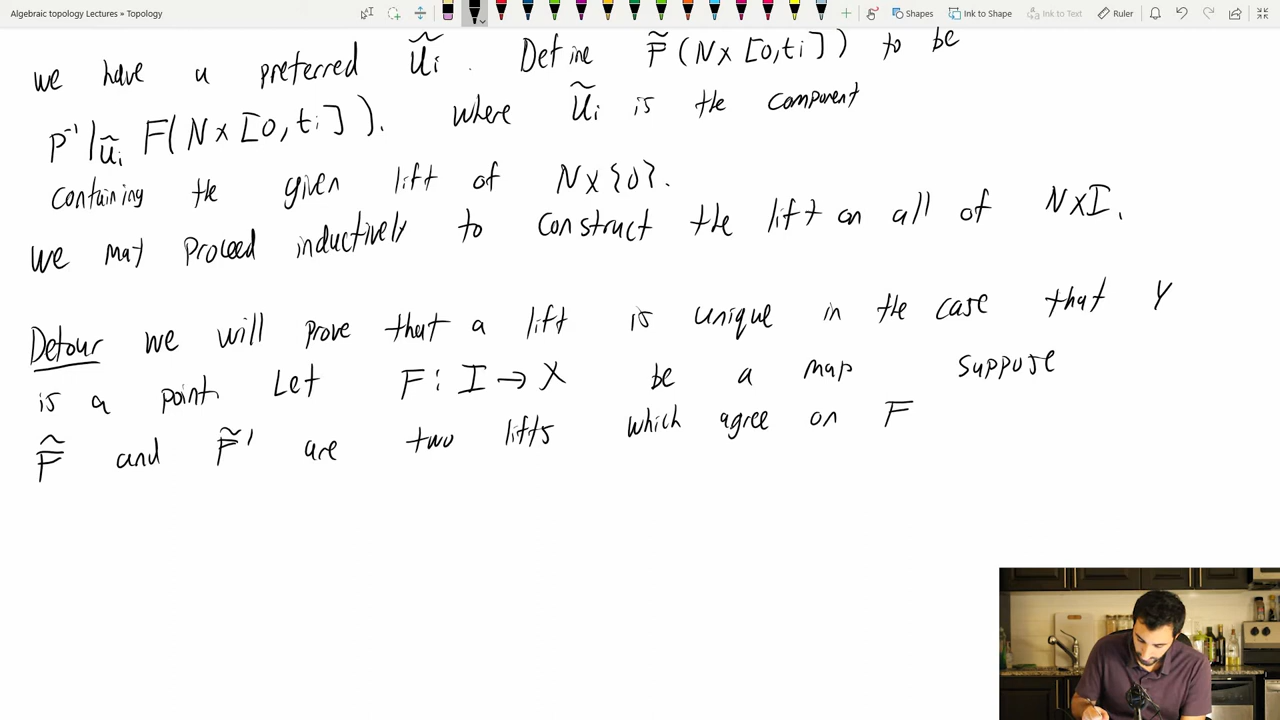 Algebraic topology Lectures » Topology
Shapes
Ink to Shape
Ink to Text
Ruler
we have a preferred Ũi. Define F̃(N×[0,ti]) to be
P⁻¹|Ũi F(N×[0,ti]). where Ũi is the component
containing the given lift of N×{0}.
we may proceed inductively to construct the lift on all of N×I.
Detour we will prove that a lift is unique in the case that Y
is a point. Let F: I → X be a map suppose
F̃ and F̃' are two lifts which agree on F